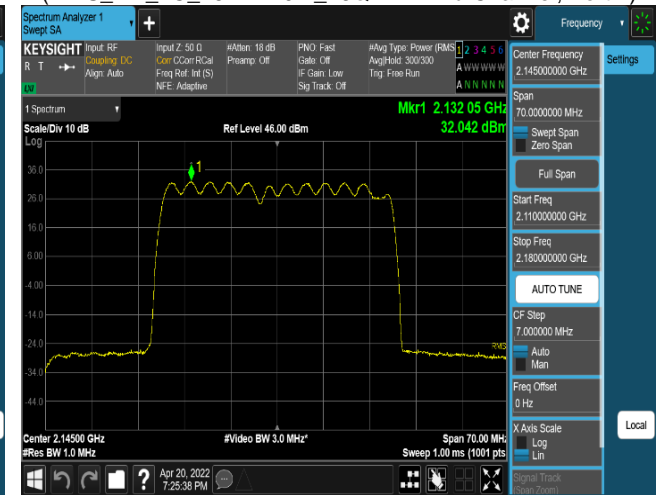 Spectrum Analyzer 1
Swept SA
Frequency
KEYSIGHT
R T
Input: RF
Coupling: DC
Align: Auto
Input Z: 50 Ω
Corr CCorr RCal
Freq Ref: Int (S)
NFE: Adaptive
#Atten: 18 dB
Preamp: Off
PNO: Fast
Gate: Off
IF Gain: Low
Sig Track: Off
#Avg Type: Power (RMS
Avg|Hold: 300/300
Trig: Free Run
1 2 3 4 5 6
A W W W W W
A N N N N N
1 Spectrum
Scale/Div 10 dB
Ref Level 46.00 dBm
Mkr1 2.132 05 GHz
32.042 dBm
Log
36.0
26.0
16.0
6.00
-4.00
-14.0
-24.0
-34.0
-44.0
1
RMS
Center 2.14500 GHz
#Res BW 1.0 MHz
#Video BW 3.0 MHz*
Span 70.00 MHz
Sweep 1.00 ms (1001 pts
Apr 20, 2022
7:25:38 PM
Center Frequency
2.145000000 GHz
Settings
Span
70.0000000 MHz
Swept Span
Zero Span
Full Span
Start Freq
2.110000000 GHz
Stop Freq
2.180000000 GHz
AUTO TUNE
CF Step
7.000000 MHz
Auto
Man
Freq Offset
0 Hz
X Axis Scale
Log
Lin
Local
Signal Track
(Span Zoom)